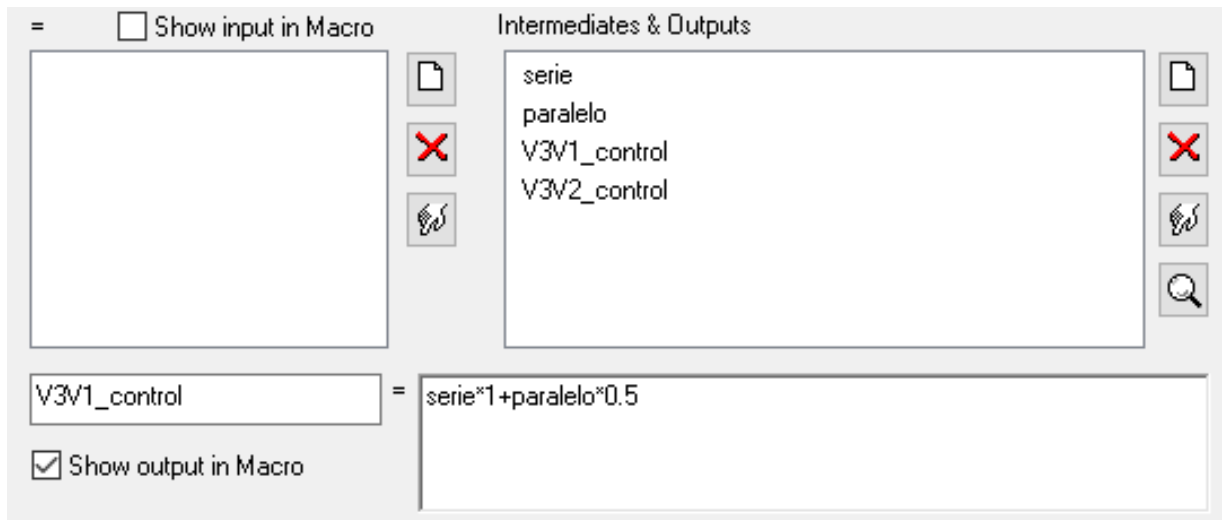 = Show input in Macro Intermediates & Outputs
serie
paralelo
V3V1_control
V3V2_control
V3V1_control = serie*1+paralelo*0.5
Show output in Macro